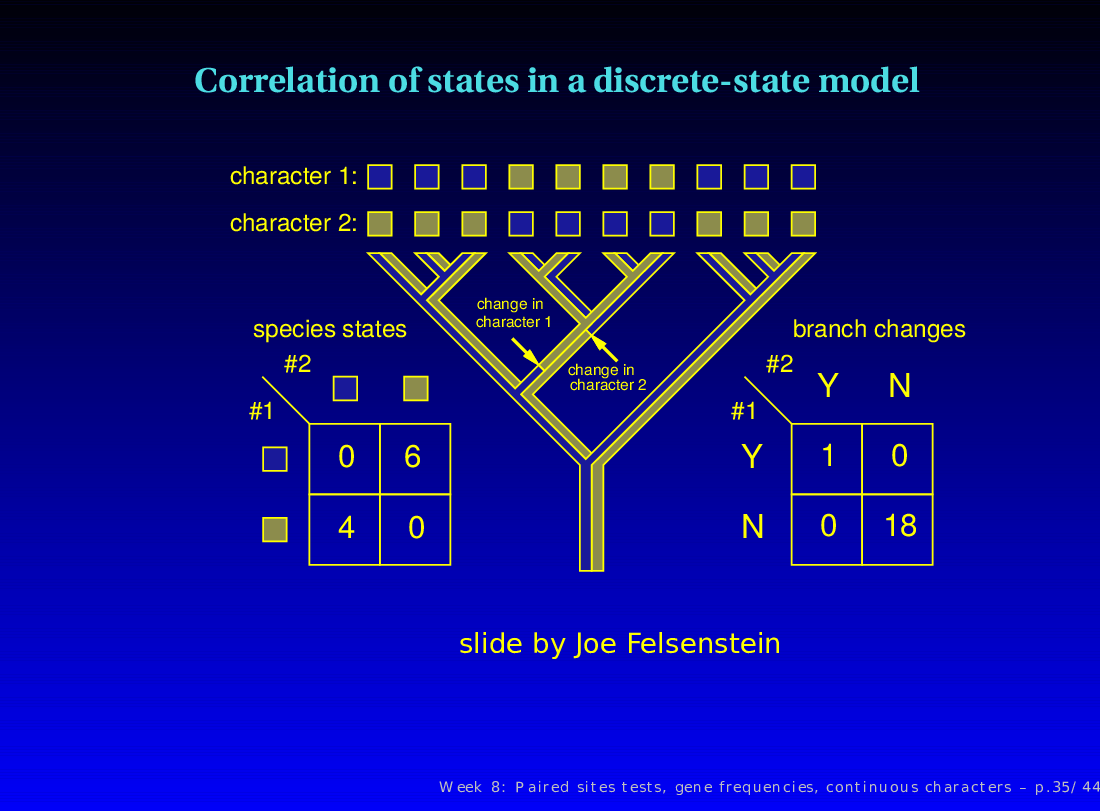 Correlation of states in a discrete-state model
character 1:
character 2:
change in
character 1
change in
character 2
species states
#2
#1
0 6
4 0
branch changes
#2
Y N
#1
Y 1 0
N 0 18
slide by Joe Felsenstein
Week 8: Paired sites tests, gene frequencies, continuous characters – p.35/44